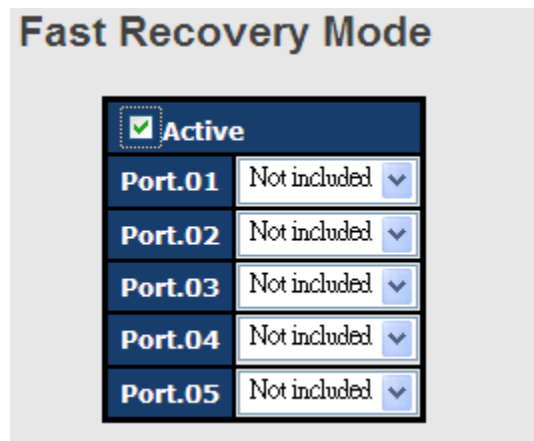 Fast Recovery Mode
Active
Port.01 Not included
Port.02 Not included
Port.03 Not included
Port.04 Not included
Port.05 Not included